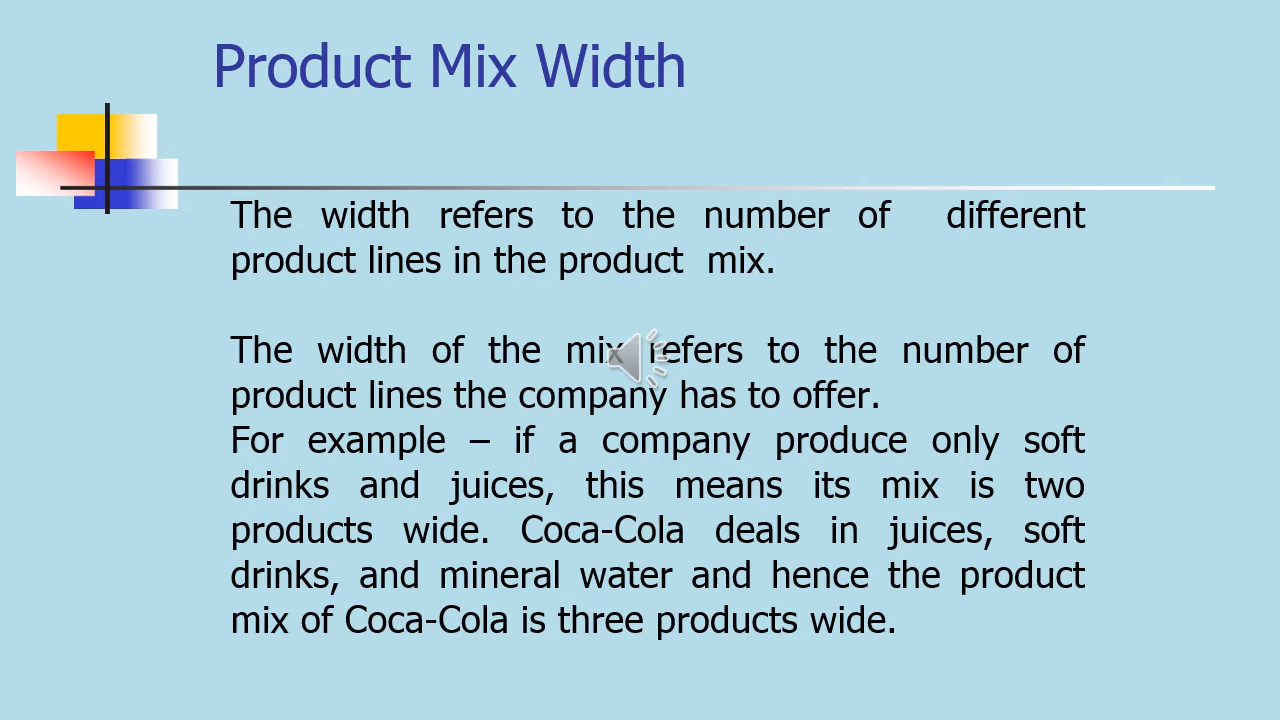 Product Mix Width
The width refers to the number of different
product lines in the product mix.
The width of the mix refers to the number of
product lines the company has to offer.
For example – if a company produce only soft
drinks and juices, this means its mix is two
products wide. Coca-Cola deals in juices, soft
drinks, and mineral water and hence the product
mix of Coca-Cola is three products wide.